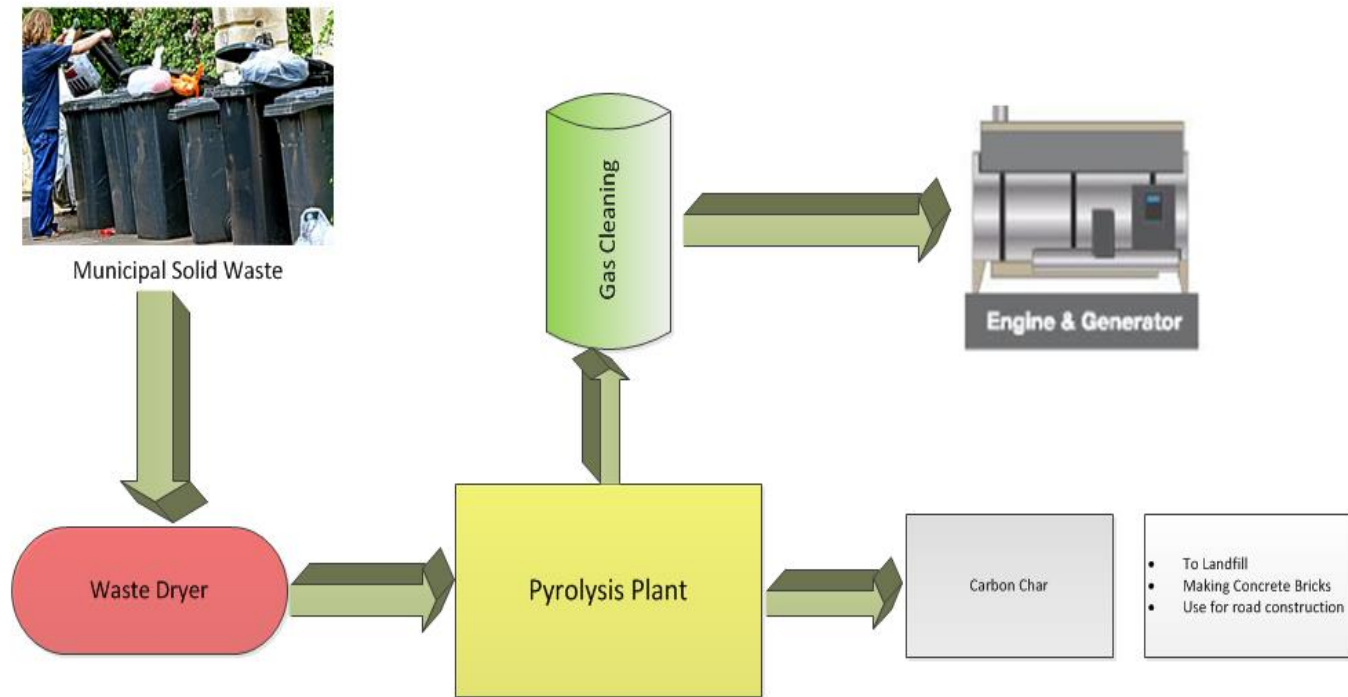 Municipal Solid Waste
Gas Cleaning
Engine & Generator
Waste Dryer
Pyrolysis Plant
Carbon Char
• To Landfill
• Making Concrete Bricks
• Use for road construction